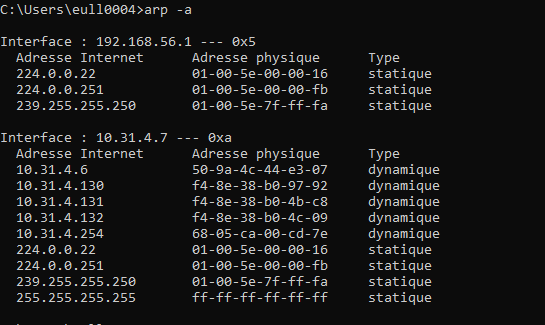 C:\Users\eull0004>arp -a
Interface : 192.168.56.1 --- 0x5
Adresse Internet Adresse physique Type
224.0.0.22 01-00-5e-00-00-16 statique
224.0.0.251 01-00-5e-00-00-fb statique
239.255.255.250 01-00-5e-7f-ff-fa statique
Interface : 10.31.4.7 --- 0xa
Adresse Internet Adresse physique Type
10.31.4.6 50-9a-4c-44-e3-07 dynamique
10.31.4.130 f4-8e-38-b0-97-92 dynamique
10.31.4.131 f4-8e-38-b0-4b-c8 dynamique
10.31.4.132 f4-8e-38-b0-4c-09 dynamique
10.31.4.254 68-05-ca-00-cd-7e dynamique
224.0.0.22 01-00-5e-00-00-16 statique
224.0.0.251 01-00-5e-00-00-fb statique
239.255.255.250 01-00-5e-7f-ff-fa statique
255.255.255.255 ff-ff-ff-ff-ff-ff statique